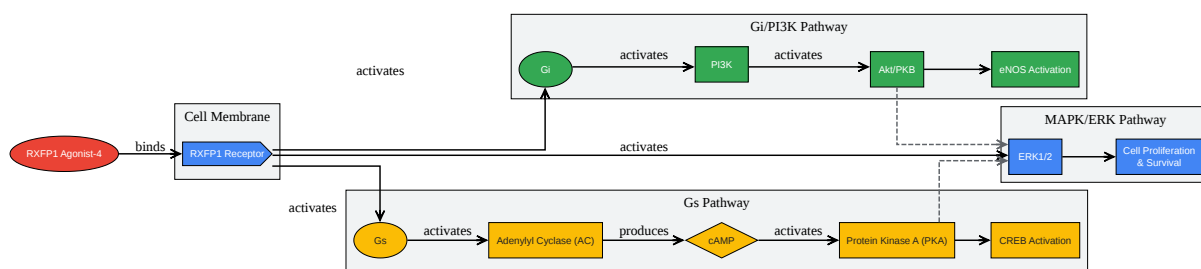 Gi/PI3K Pathway
activates
activates
activates
Gi
PI3K
Akt/PKB
eNOS Activation
Cell Membrane
MAPK/ERK Pathway
RXFP1 Agonist-4
binds
RXFP1 Receptor
activates
ERK1/2
Cell Proliferation
& Survival
activates
Gs Pathway
Gs
activates
Adenylyl Cyclase (AC)
produces
cAMP
activates
Protein Kinase A (PKA)
CREB Activation